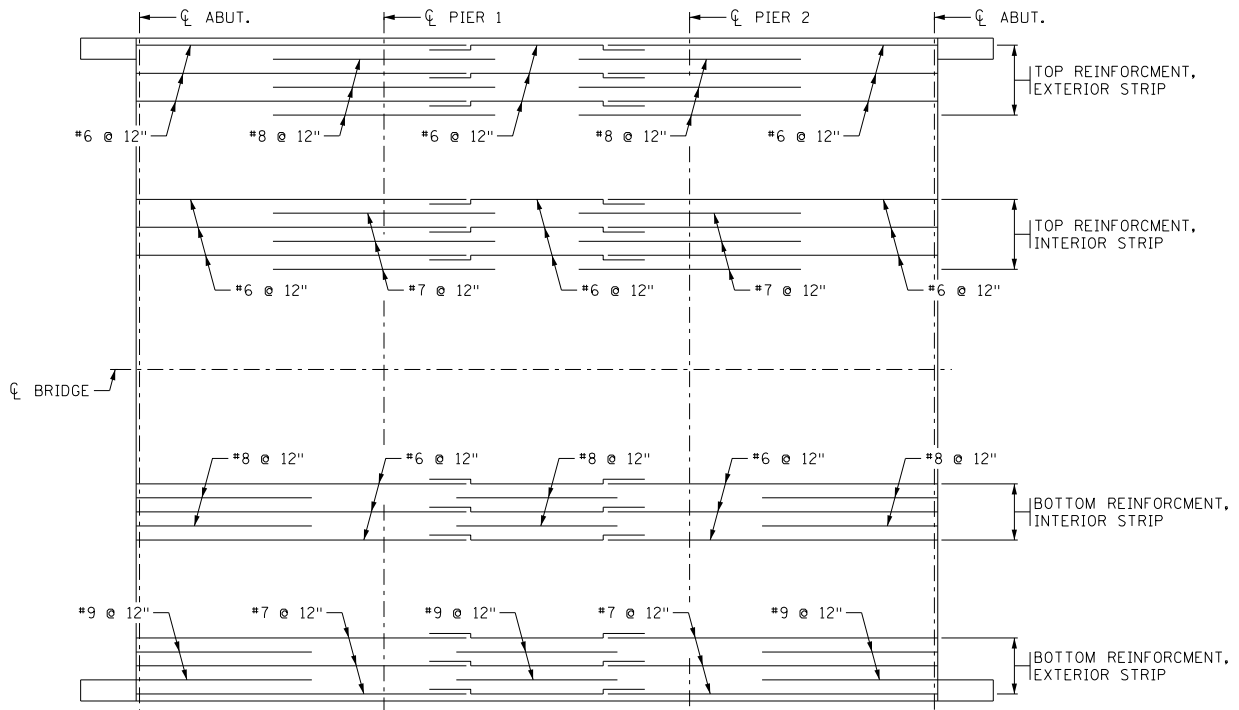 ℄ ABUT.
℄ PIER 1
℄ PIER 2
℄ ABUT.
TOP REINFORCMENT,
EXTERIOR STRIP
#6 @ 12"
#8 @ 12"
#6 @ 12"
#8 @ 12"
#6 @ 12"
TOP REINFORCMENT,
INTERIOR STRIP
#6 @ 12"
#7 @ 12"
#6 @ 12"
#7 @ 12"
#6 @ 12"
℄ BRIDGE
#8 @ 12"
#6 @ 12"
#8 @ 12"
#6 @ 12"
#8 @ 12"
BOTTOM REINFORCMENT,
INTERIOR STRIP
#9 @ 12"
#7 @ 12"
#9 @ 12"
#7 @ 12"
#9 @ 12"
BOTTOM REINFORCMENT,
EXTERIOR STRIP